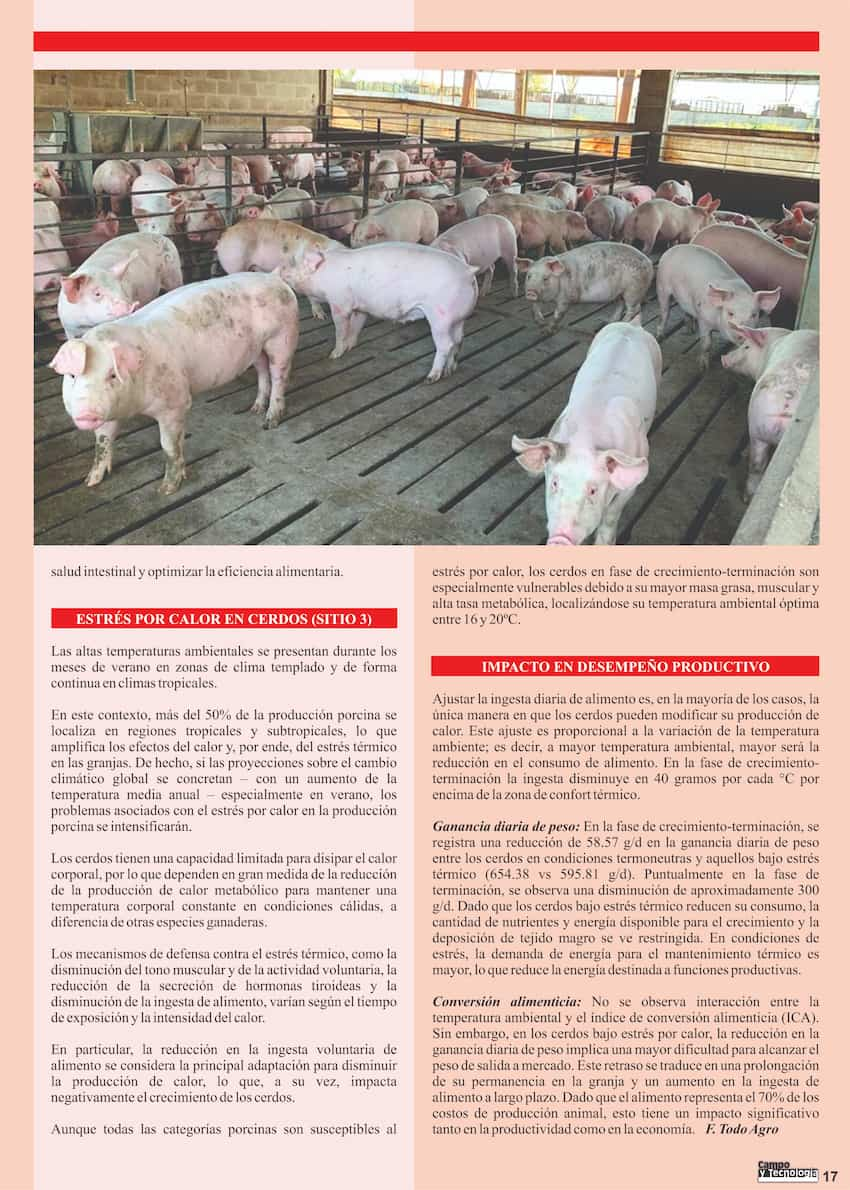 salud intestinal y optimizar la eficiencia alimentaria.
ESTRÉS POR CALOR EN CERDOS (SITIO 3)
Las altas temperaturas ambientales se presentan durante los
meses de verano en zonas de clima templado y de forma
continua en climas tropicales.
En este contexto, más del 50% de la producción porcina se
localiza en regiones tropicales y subtropicales, lo que
amplifica los efectos del calor y, por ende, del estrés térmico
en las granjas. De hecho, si las proyecciones sobre el cambio
climático global se concretan – con un aumento de la
temperatura media anual – especialmente en verano, los
problemas asociados con el estrés por calor en la producción
porcina se intensificarán.
Los cerdos tienen una capacidad limitada para disipar el calor
corporal, por lo que dependen en gran medida de la reducción
de la producción de calor metabólico para mantener una
temperatura corporal constante en condiciones cálidas, a
diferencia de otras especies ganaderas.
Los mecanismos de defensa contra el estrés térmico, como la
disminución del tono muscular y de la actividad voluntaria, la
reducción de la secreción de hormonas tiroideas y la
disminución de la ingesta de alimento, varían según el tiempo
de exposición y la intensidad del calor.
En particular, la reducción en la ingesta voluntaria de
alimento se considera la principal adaptación para disminuir
la producción de calor, lo que, a su vez, impacta
negativamente el crecimiento de los cerdos.
Aunque todas las categorías porcinas son susceptibles al
estrés por calor, los cerdos en fase de crecimiento-terminación son
especialmente vulnerables debido a su mayor masa grasa, muscular y
alta tasa metabólica, localizándose su temperatura ambiental óptima
entre 16 y 20°C.
IMPACTO EN DESEMPEÑO PRODUCTIVO
Ajustar la ingesta diaria de alimento es, en la mayoría de los casos, la
única manera en que los cerdos pueden modificar su producción de
calor. Este ajuste es proporcional a la variación de la temperatura
ambiente; es decir, a mayor temperatura ambiental, mayor será la
reducción en el consumo de alimento. En la fase de crecimiento-
terminación la ingesta disminuye en 40 gramos por cada °C por
encima de la zona de confort térmico.
Ganancia diaria de peso: En la fase de crecimiento-terminación, se
registra una reducción de 58.57 g/d en la ganancia diaria de peso
entre los cerdos en condiciones termoneutras y aquellos bajo estrés
térmico (654.38 vs 595.81 g/d). Puntualmente en la fase de
terminación, se observa una disminución de aproximadamente 300
g/d. Dado que los cerdos bajo estrés térmico reducen su consumo, la
cantidad de nutrientes y energía disponible para el crecimiento y la
deposición de tejido magro se ve restringida. En condiciones de
estrés, la demanda de energía para el mantenimiento térmico es
mayor, lo que reduce la energía destinada a funciones productivas.
Conversión alimenticia: No se observa interacción entre la
temperatura ambiental y el índice de conversión alimenticia (ICA).
Sin embargo, en los cerdos bajo estrés por calor, la reducción en la
ganancia diaria de peso implica una mayor dificultad para alcanzar el
peso de salida a mercado. Este retraso se traduce en una prolongación
de su permanencia en la granja y un aumento en la ingesta de
alimento a largo plazo. Dado que el alimento representa el 70% de los
costos de producción animal, esto tiene un impacto significativo
tanto en la productividad como en la economía. F. Todo Agro
Campo
y Tecnología
17